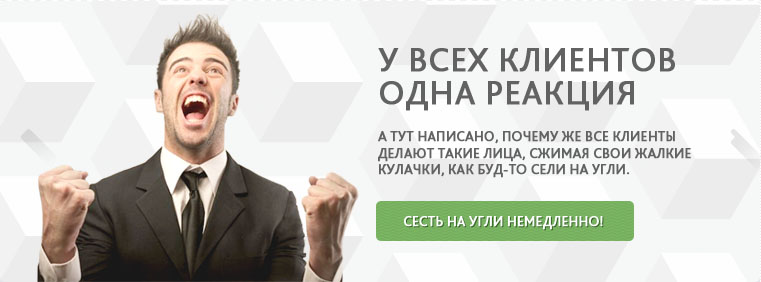 У ВСЕХ КЛИЕНТОВ
ОДНА РЕАКЦИЯ
А ТУТ НАПИСАНО, ПОЧЕМУ ЖЕ ВСЕ КЛИЕНТЫ
ДЕЛАЮТ ТАКИЕ ЛИЦА, СЖИМАЯ СВОИ ЖАЛКИЕ
КУЛАЧКИ, КАК БУД-ТО СЕЛИ НА УГЛИ.
СЕСТЬ НА УГЛИ НЕМЕДЛЕННО!